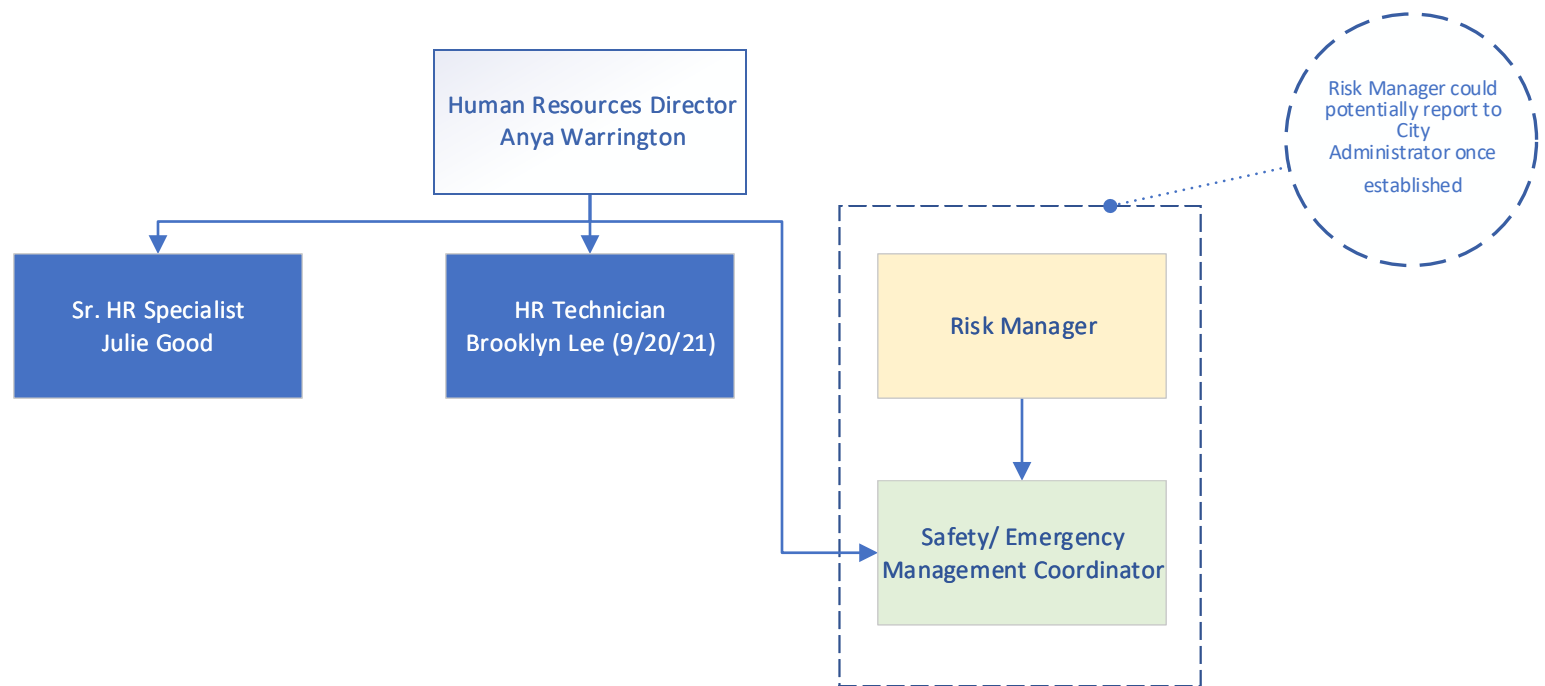 Human Resources Director
Anya Warrington
Risk Manager could
potentially report to
City
Administrator once
established
Sr. HR Specialist
Julie Good
HR Technician
Brooklyn Lee (9/20/21)
Risk Manager
Safety/ Emergency
Management Coordinator